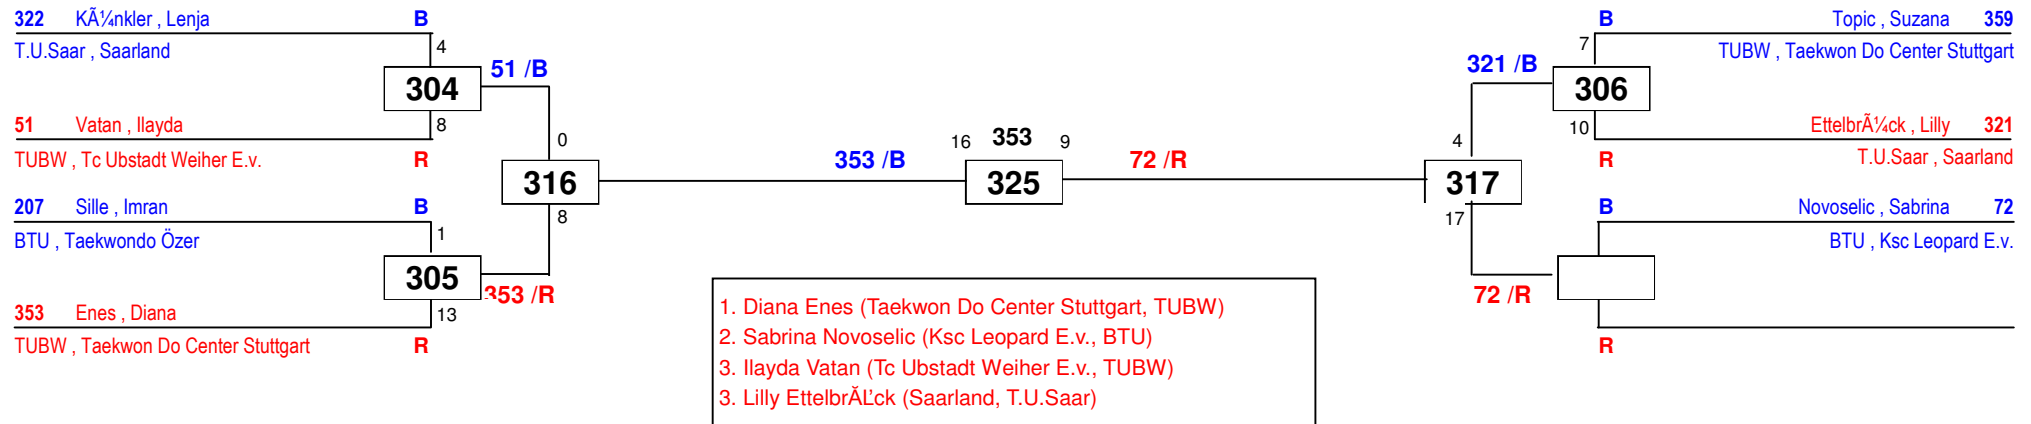 322 KÃ¼nkler , Lenja B
T.U.Saar , Saarland
4
304
51 /B
8
51 Vatan , Ilayda
TUBW , Tc Ubstadt Weiher E.v. R
0
316
8
207 Sille , Imran B
BTU , Taekwondo Özer
1
305
353 /R
13
353 Enes , Diana
TUBW , Taekwon Do Center Stuttgart R
353 /B
16 353 9
325
72 /R
B Topic , Suzana 359
7
TUBW , Taekwon Do Center Stuttgart
321 /B
306
10
EttelbrÃ¼ck , Lilly 321
R T.U.Saar , Saarland
4
317
17
B Novoselic , Sabrina 72
BTU , Ksc Leopard E.v.
72 /R
R
1. Diana Enes (Taekwon Do Center Stuttgart, TUBW)
2. Sabrina Novoselic (Ksc Leopard E.v., BTU)
3. Ilayda Vatan (Tc Ubstadt Weiher E.v., TUBW)
3. Lilly EttelbrĂĽck (Saarland, T.U.Saar)